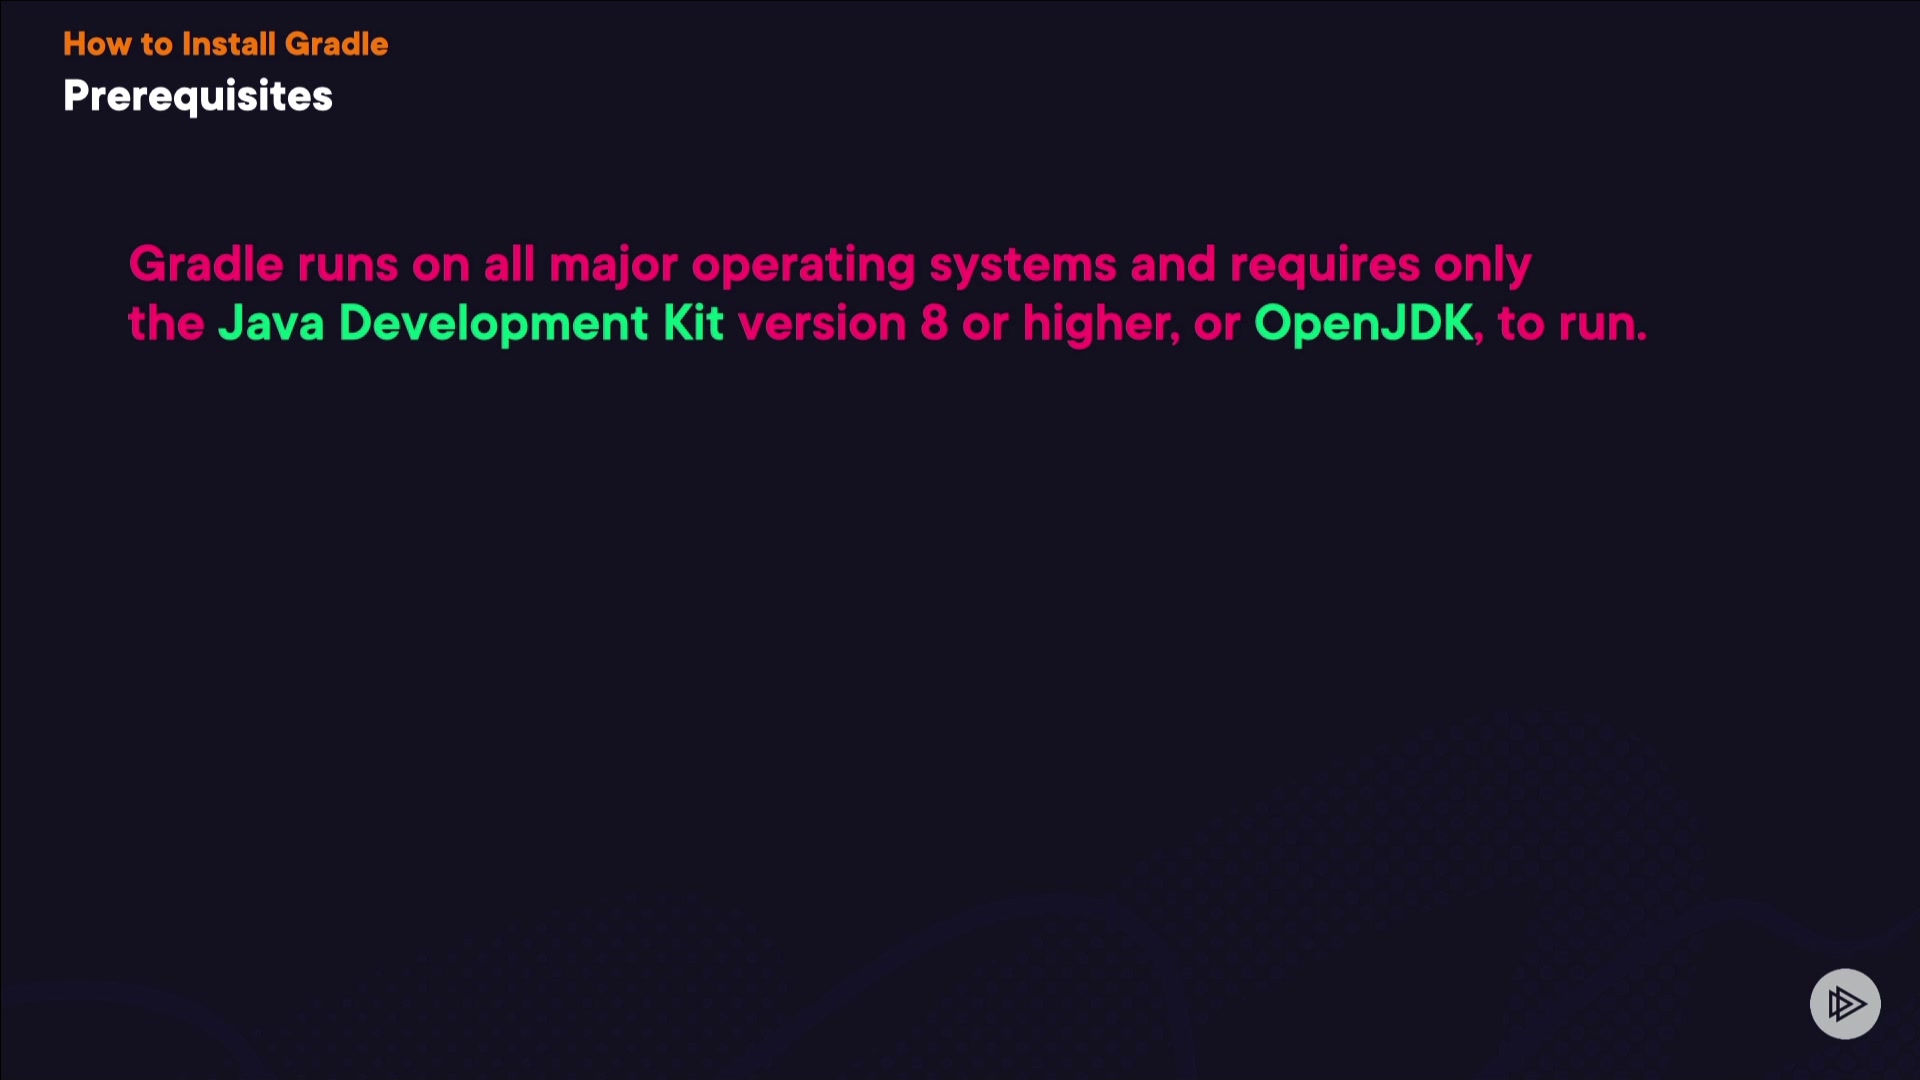 How to Install Gradle
Prerequisites
Gradle runs on all major operating systems and requires only
the Java Development Kit version 8 or higher, or OpenJDK, to run.